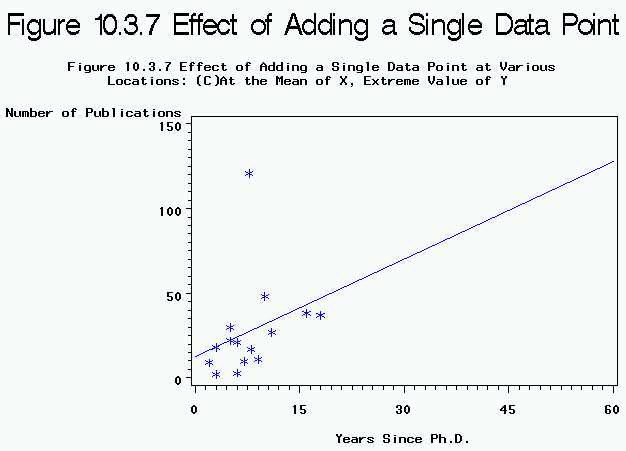 Figure 10.3.7 Effect of Adding a Single Data Point
Figure 10.3.7 Effect of Adding a Single Data Point at Various
Locations: (C)At the Mean of X, Extreme Value of Y
Number of Publications
150
100
50
0
0 15 30 45 60
Years Since Ph.D.